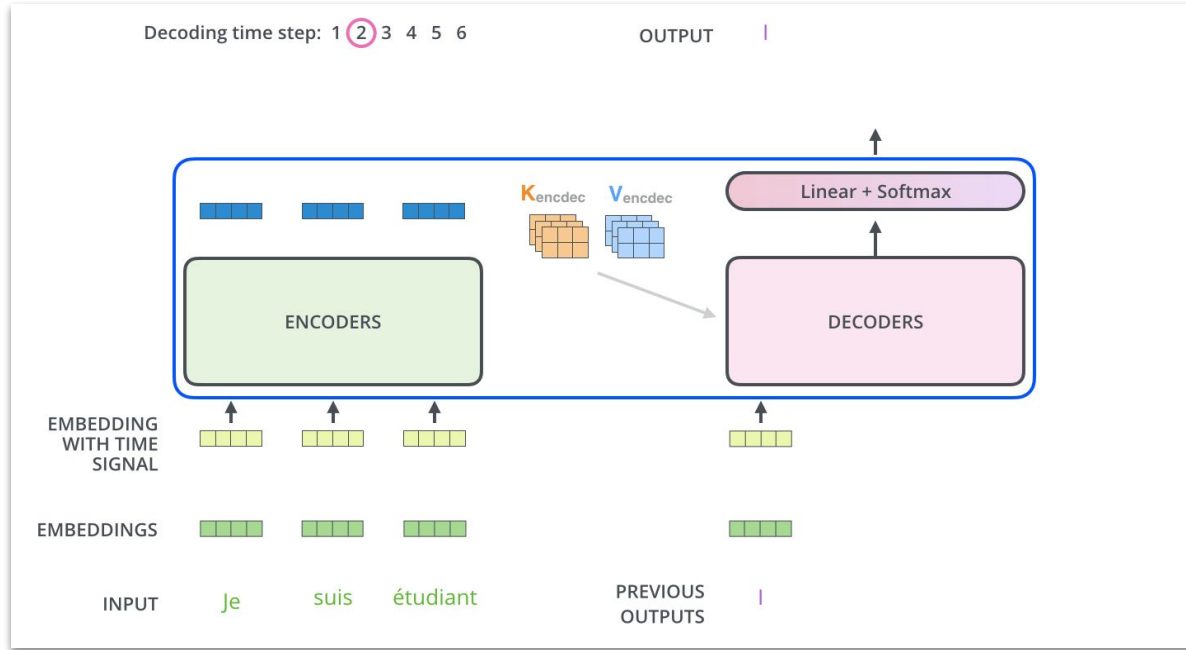 Decoding time step: 1 2 3 4 5 6
OUTPUT I
Kencdec Vencdec
Linear + Softmax
ENCODERS
DECODERS
EMBEDDING
WITH TIME
SIGNAL
EMBEDDINGS
INPUT Je suis étudiant
PREVIOUS
OUTPUTS
I